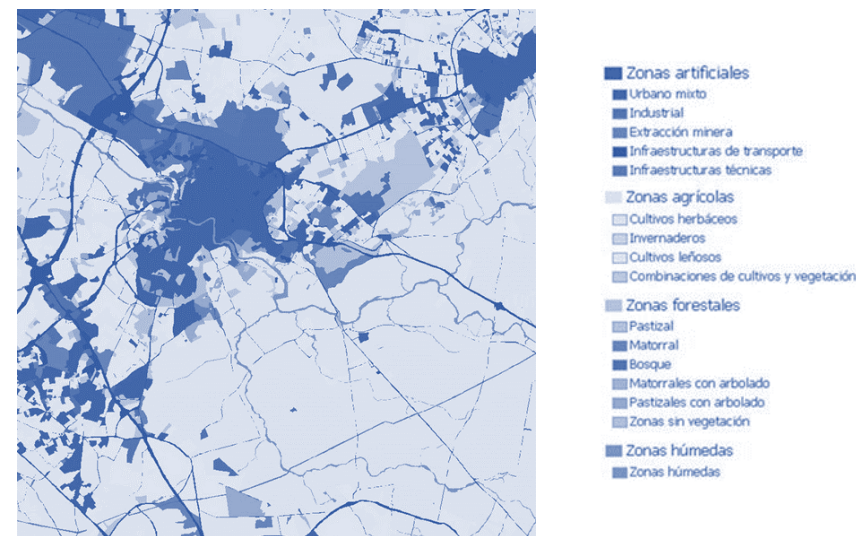 Zonas artificiales
Urbano mixto
Industrial
Extracción minera
Infraestructuras de transporte
Infraestructuras técnicas
Zonas agrícolas
Cultivos herbáceos
Invernaderos
Cultivos leñosos
Combinaciones de cultivos y vegetación
Zonas forestales
Pastizal
Matorral
Bosque
Matorrales con arbolado
Pastizales con arbolado
Zonas sin vegetación
Zonas húmedas
Zonas húmedas